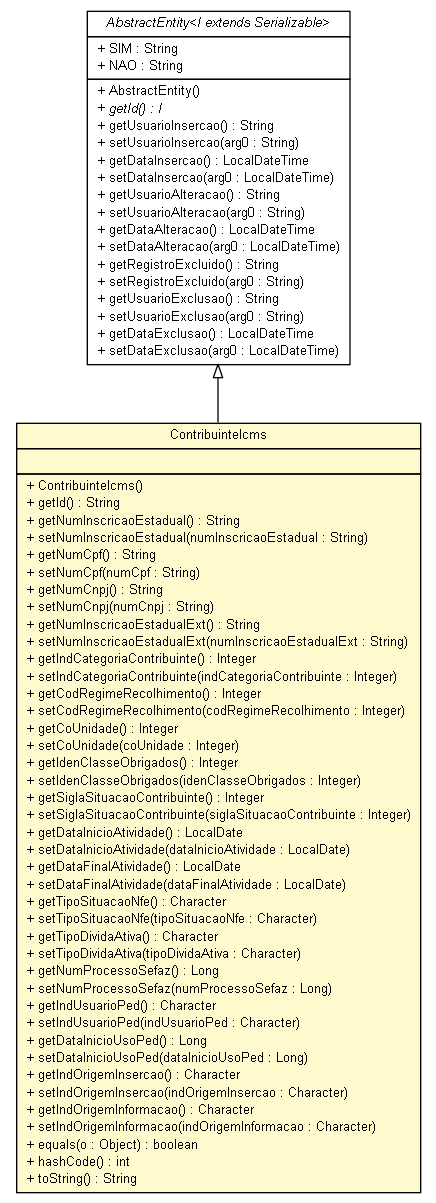 AbstractEntity<I extends Serializable>
+ SIM : String
+ NAO : String
+ AbstractEntity()
+ getId() : I
+ getUsuarioInsercao() : String
+ setUsuarioInsercao(arg0 : String)
+ getDataInsercao() : LocalDateTime
+ setDataInsercao(arg0 : LocalDateTime)
+ getUsuarioAlteracao() : String
+ setUsuarioAlteracao(arg0 : String)
+ getDataAlteracao() : LocalDateTime
+ setDataAlteracao(arg0 : LocalDateTime)
+ getRegistroExcluido() : String
+ setRegistroExcluido(arg0 : String)
+ getUsuarioExclusao() : String
+ setUsuarioExclusao(arg0 : String)
+ getDataExclusao() : LocalDateTime
+ setDataExclusao(arg0 : LocalDateTime)
ContribuinteIcms
+ ContribuinteIcms()
+ getId() : String
+ getNumInscricaoEstadual() : String
+ setNumInscricaoEstadual(numInscricaoEstadual : String)
+ getNumCpf() : String
+ setNumCpf(numCpf : String)
+ getNumCnpj() : String
+ setNumCnpj(numCnpj : String)
+ getNumInscricaoEstadualExt() : String
+ setNumInscricaoEstadualExt(numInscricaoEstadualExt : String)
+ getIndCategoriaContribuinte() : Integer
+ setIndCategoriaContribuinte(indCategoriaContribuinte : Integer)
+ getCodRegimeRecolhimento() : Integer
+ setCodRegimeRecolhimento(codRegimeRecolhimento : Integer)
+ getCoUnidade() : Integer
+ setCoUnidade(coUnidade : Integer)
+ getIdenClasseObrigados() : Integer
+ setIdenClasseObrigados(idenClasseObrigados : Integer)
+ getSiglaSituacaoContribuinte() : Integer
+ setSiglaSituacaoContribuinte(siglaSituacaoContribuinte : Integer)
+ getDataInicioAtividade() : LocalDate
+ setDataInicioAtividade(dataInicioAtividade : LocalDate)
+ getDataFinalAtividade() : LocalDate
+ setDataFinalAtividade(dataFinalAtividade : LocalDate)
+ getTipoSituacaoNfe() : Character
+ setTipoSituacaoNfe(tipoSituacaoNfe : Character)
+ getTipoDividaAtiva() : Character
+ setTipoDividaAtiva(tipoDividaAtiva : Character)
+ getNumProcessoSefaz() : Long
+ setNumProcessoSefaz(numProcessoSefaz : Long)
+ getIndUsuarioPed() : Character
+ setIndUsuarioPed(indUsuarioPed : Character)
+ getDataInicioUsoPed() : Long
+ setDataInicioUsoPed(dataInicioUsoPed : Long)
+ getIndOrigemInsercao() : Character
+ setIndOrigemInsercao(indOrigemInsercao : Character)
+ getIndOrigemInformacao() : Character
+ setIndOrigemInformacao(indOrigemInformacao : Character)
+ equals(o : Object) : boolean
+ hashCode() : int
+ toString() : String